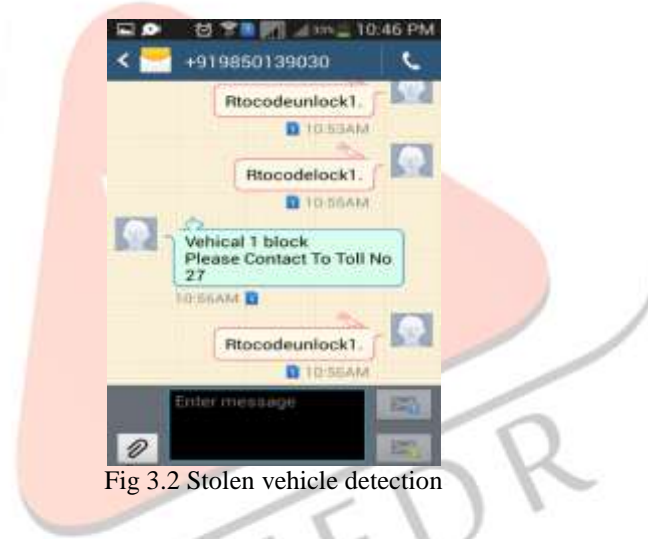 10:46 PM
+919850139030
Rtocodeunlock1.
10:53AM
Rtocodelock1.
10:55AM
Vehical 1 block
Please Contact To Toll No
27
10:56AM
Rtocodeunlock1.
10:56AM
Enter message
Fig 3.2 Stolen vehicle detection
EDR